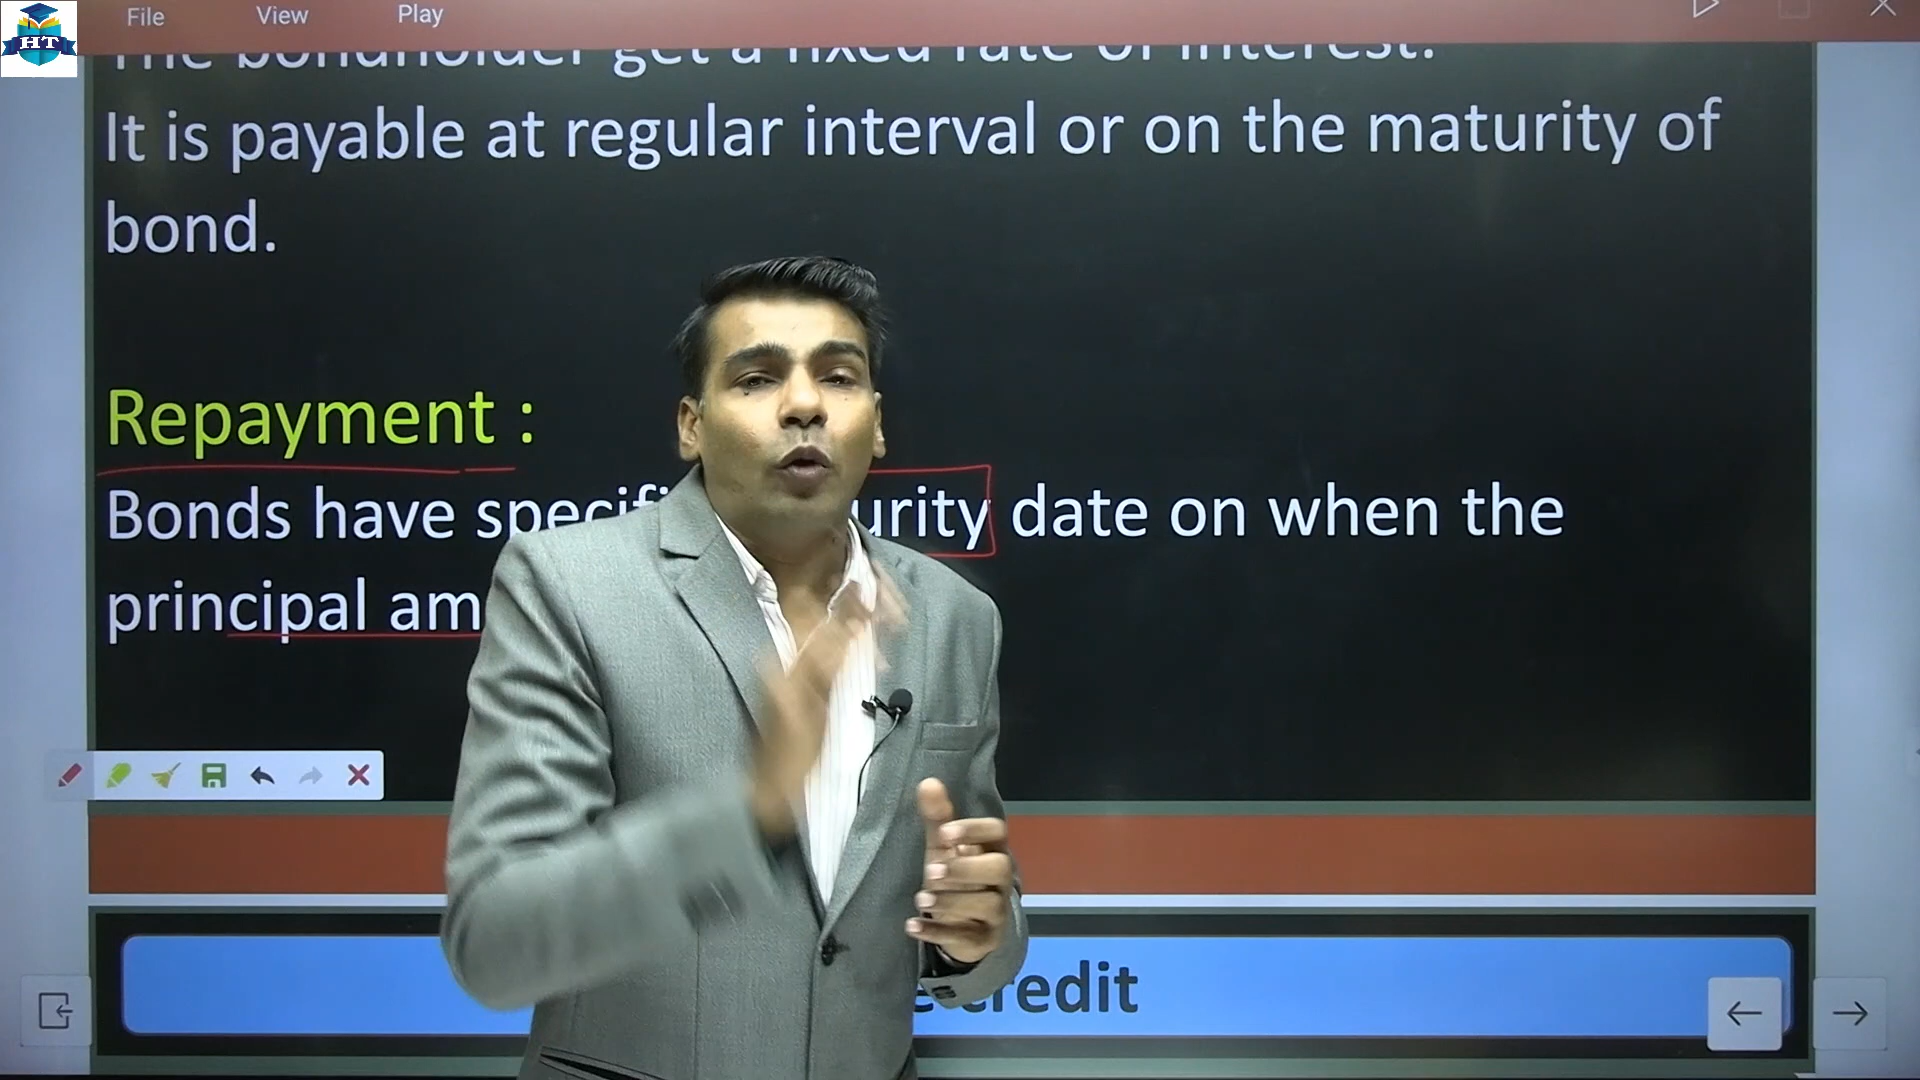 HT
File View Play
The bondholder get a fixed rate of interest.
It is payable at regular interval or on the maturity of
bond.
Repayment :
Bonds have urity date on when the
principal am
credit